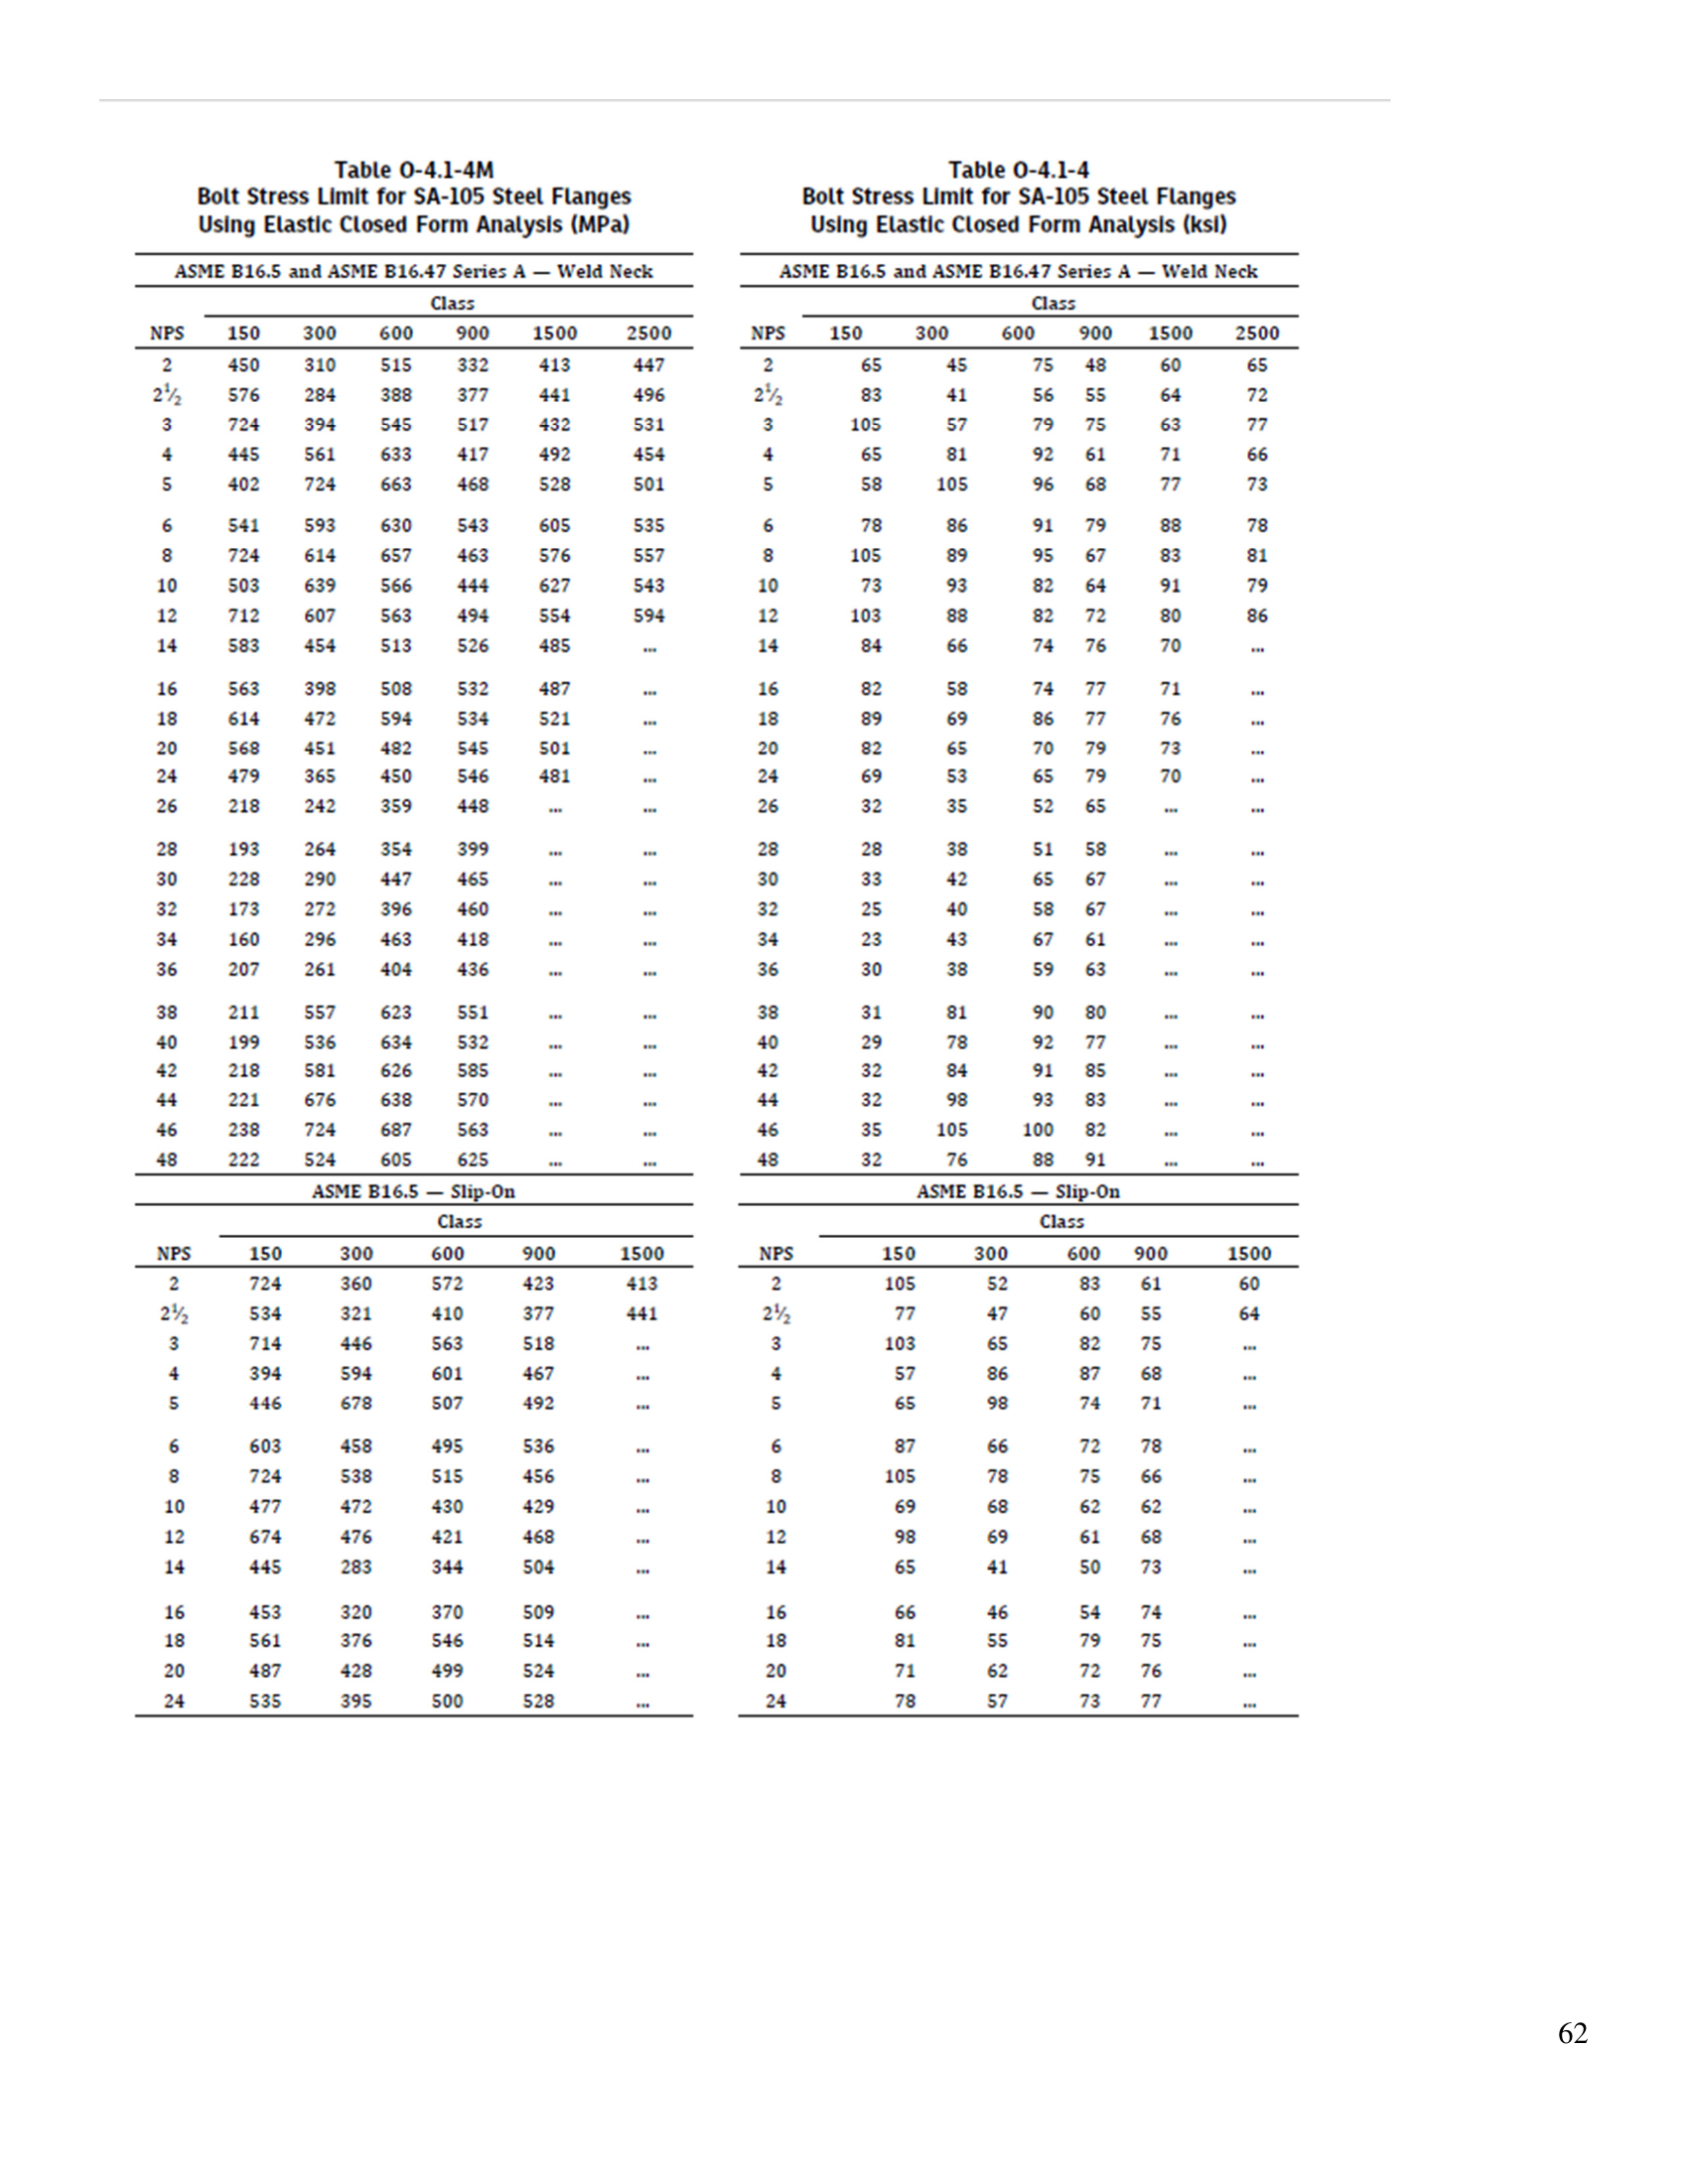 Table O-4.1-4M
Bolt Stress Limit for SA-105 Steel Flanges
Using Elastic Closed Form Analysis (MPa)
ASME B16.5 and ASME B16.47 Series A — Weld Neck
Class
NPS 150 300 600 900 1500 2500
2 450 310 515 332 413 447
2½ 576 284 388 377 441 496
3 724 394 545 517 432 531
4 445 561 633 417 492 454
5 402 724 663 468 528 501
6 541 593 630 543 605 535
8 724 614 657 463 576 557
10 503 639 566 444 627 543
12 712 607 563 494 554 594
14 583 454 513 526 485 ...
16 563 398 508 532 487 ...
18 614 472 594 534 521 ...
20 568 451 482 545 501 ...
24 479 365 450 546 481 ...
26 218 242 359 448 ... ...
28 193 264 354 399 ... ...
30 228 290 447 465 ... ...
32 173 272 396 460 ... ...
34 160 296 463 418 ... ...
36 207 261 404 436 ... ...
38 211 557 623 551 ... ...
40 199 536 634 532 ... ...
42 218 581 626 585 ... ...
44 221 676 638 570 ... ...
46 238 724 687 563 ... ...
48 222 524 605 625 ... ...
ASME B16.5 — Slip-On
Class
NPS 150 300 600 900 1500
2 724 360 572 423 413
2½ 534 321 410 377 441
3 714 446 563 518 ...
4 394 594 601 467 ...
5 446 678 507 492 ...
6 603 458 495 536 ...
8 724 538 515 456 ...
10 477 472 430 429 ...
12 674 476 421 468 ...
14 445 283 344 504 ...
16 453 320 370 509 ...
18 561 376 546 514 ...
20 487 428 499 524 ...
24 535 395 500 528 ...
Table O-4.1-4
Bolt Stress Limit for SA-105 Steel Flanges
Using Elastic Closed Form Analysis (ksi)
ASME B16.5 and ASME B16.47 Series A — Weld Neck
Class
NPS 150 300 600 900 1500 2500
2 65 45 75 48 60 65
2½ 83 41 56 55 64 72
3 105 57 79 75 63 77
4 65 81 92 61 71 66
5 58 105 96 68 77 73
6 78 86 91 79 88 78
8 105 89 95 67 83 81
10 73 93 82 64 91 79
12 103 88 82 72 80 86
14 84 66 74 76 70 ...
16 82 58 74 77 71 ...
18 89 69 86 77 76 ...
20 82 65 70 79 73 ...
24 69 53 65 79 70 ...
26 32 35 52 65 ... ...
28 28 38 51 58 ... ...
30 33 42 65 67 ... ...
32 25 40 58 67 ... ...
34 23 43 67 61 ... ...
36 30 38 59 63 ... ...
38 31 81 90 80 ... ...
40 29 78 92 77 ... ...
42 32 84 91 85 ... ...
44 32 98 93 83 ... ...
46 35 105 100 82 ... ...
48 32 76 88 91 ... ...
ASME B16.5 — Slip-On
Class
NPS 150 300 600 900 1500
2 105 52 83 61 60
2½ 77 47 60 55 64
3 103 65 82 75 ...
4 57 86 87 68 ...
5 65 98 74 71 ...
6 87 66 72 78 ...
8 105 78 75 66 ...
10 69 68 62 62 ...
12 98 69 61 68 ...
14 65 41 50 73 ...
16 66 46 54 74 ...
18 81 55 79 75 ...
20 71 62 72 76 ...
24 78 57 73 77 ...
62